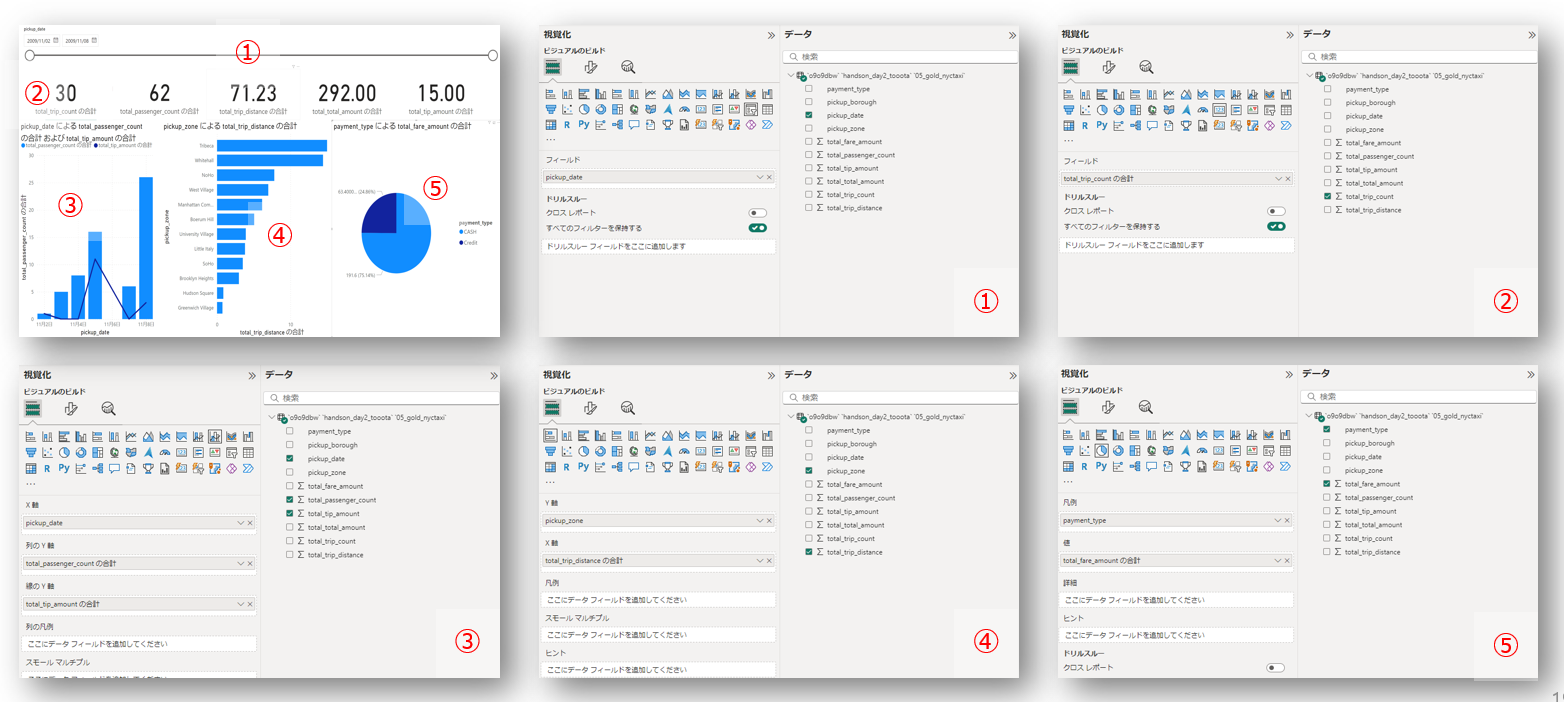 pickup_date
2009/11/02 2009/11/08
①
② 30 62 71.23 292.00 15.00
total_trip_count の合計 total_passenger_count の合計 total_trip_distance の合計 total_total_amount の合計 total_tip_amount の合計
pickup_date による total_passenger_count
の合計 および total_tip_amount の合計
total_passenger_count の合計 total_tip_amount の合計
30
25
20
15
10
5
0
total_passenger_count の合計
11月2日 11月4日 11月6日 11月8日
pickup_date
③
pickup_zone による total_trip_distance の合計
pickup_zone
Tribeca
Whitehall
NoHo
West Village
Manhattan Com...
Boerum Hill
University Village
Little Italy
SoHo
Brooklyn Heights
Hudson Square
Greenwich Village
0 10
total_trip_distance の合計
④
payment_type による total_fare_amount の合計
⑤
63.4000... (24.86%)
191.6 (75.14%)
payment_type
CASH
Credit
視覚化
ビジュアルのビルド
フィールド
pickup_date
ドリルスルー
クロス レポート
すべてのフィルターを保持する
ドリルスルー フィールドをここに追加します
データ
検索
`o9o9dbw` `handson_day2_tooota` `05_gold_nyctaxi`
payment_type
pickup_borough
pickup_date
pickup_zone
total_fare_amount
total_passenger_count
total_tip_amount
total_total_amount
total_trip_count
total_trip_distance
①
視覚化
ビジュアルのビルド
フィールド
total_trip_count の合計
ドリルスルー
クロス レポート
すべてのフィルターを保持する
ドリルスルー フィールドをここに追加します
データ
検索
`o9o9dbw` `handson_day2_tooota` `05_gold_nyctaxi`
payment_type
pickup_borough
pickup_date
pickup_zone
total_fare_amount
total_passenger_count
total_tip_amount
total_total_amount
total_trip_count
total_trip_distance
②
視覚化
ビジュアルのビルド
X 軸
pickup_date
列の Y 軸
total_passenger_count の合計
線の Y 軸
total_tip_amount の合計
列の凡例
ここにデータ フィールドを追加してください
スモール マルチプル
データ
検索
`o9o9dbw` `handson_day2_tooota` `05_gold_nyctaxi`
payment_type
pickup_borough
pickup_date
pickup_zone
total_fare_amount
total_passenger_count
total_tip_amount
total_total_amount
total_trip_count
total_trip_distance
③
視覚化
ビジュアルのビルド
Y 軸
pickup_zone
X 軸
total_trip_distance の合計
凡例
ここにデータ フィールドを追加してください
スモール マルチプル
ここにデータ フィールドを追加してください
ヒント
ここにデータ フィールドを追加してください
データ
検索
`o9o9dbw` `handson_day2_tooota` `05_gold_nyctaxi`
payment_type
pickup_borough
pickup_date
pickup_zone
total_fare_amount
total_passenger_count
total_tip_amount
total_total_amount
total_trip_count
total_trip_distance
④
視覚化
ビジュアルのビルド
凡例
payment_type
値
total_fare_amount の合計
詳細
ここにデータ フィールドを追加してください
ヒント
ここにデータ フィールドを追加してください
ドリルスルー
クロス レポート
データ
検索
`o9o9dbw` `handson_day2_tooota` `05_gold_nyctaxi`
payment_type
pickup_borough
pickup_date
pickup_zone
total_fare_amount
total_passenger_count
total_tip_amount
total_total_amount
total_trip_count
total_trip_distance
⑤